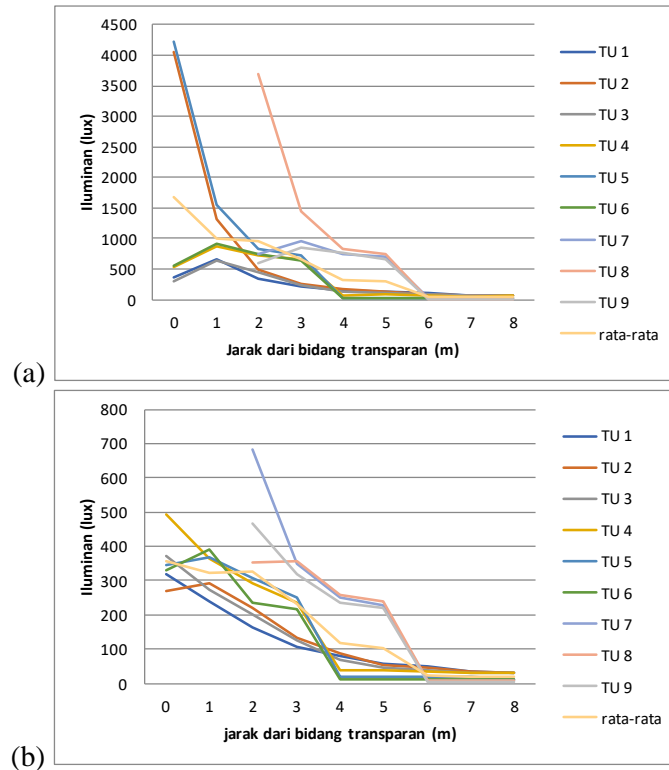 4500
4000
3500
3000
2500
2000
1500
1000
500
0
Iluminan (lux)
0 1 2 3 4 5 6 7 8
Jarak dari bidang transparan (m)
TU 1
TU 2
TU 3
TU 4
TU 5
TU 6
TU 7
TU 8
TU 9
rata-rata
(a)
800
700
600
500
400
300
200
100
0
Iluminan (lux)
0 1 2 3 4 5 6 7 8
jarak dari bidang transparan (m)
TU 1
TU 2
TU 3
TU 4
TU 5
TU 6
TU 7
TU 8
TU 9
rata-rata
(b)